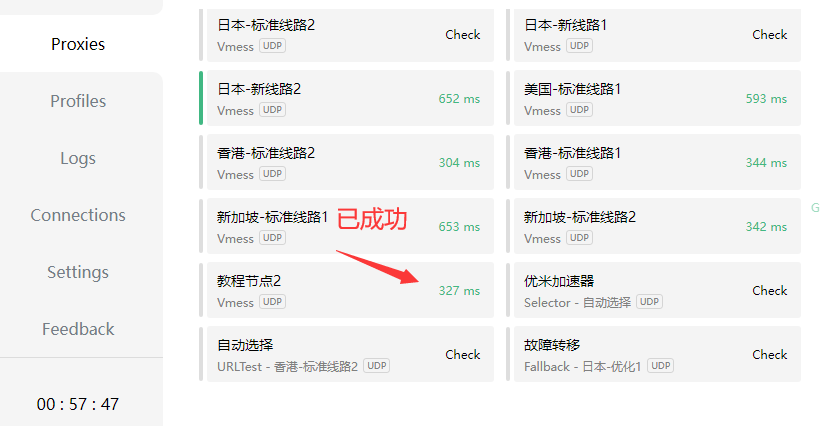 Proxies
Profiles
Logs
Connections
Settings
Feedback
00 : 57 : 47
日本-标准线路2
Vmess UDP
Check
日本-新线路1
Vmess UDP
Check
日本-新线路2
Vmess UDP
652 ms
美国-标准线路1
Vmess UDP
593 ms
香港-标准线路2
Vmess UDP
304 ms
香港-标准线路1
Vmess UDP
344 ms
新加坡-标准线路1
Vmess UDP
653 ms
已成功
新加坡-标准线路2
Vmess UDP
342 ms
教程节点2
Vmess UDP
327 ms
优米加速器
Selector - 自动选择 UDP
Check
自动选择
URLTest - 香港-标准线路2 UDP
Check
故障转移
Fallback - 日本-优化1 UDP
Check
G